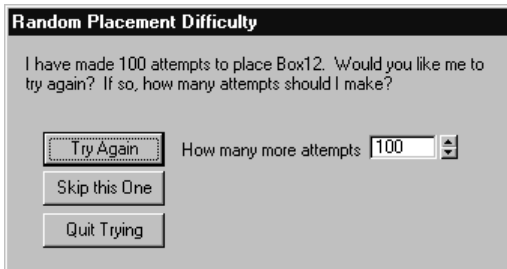 Random Placement Difficulty
I have made 100 attempts to place Box12. Would you like me to
try again? If so, how many attempts should I make?
Try Again How many more attempts 100
Skip this One
Quit Trying